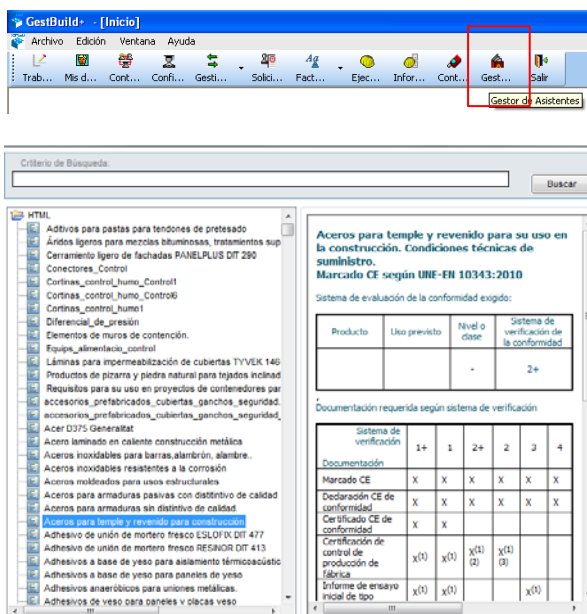 GestBuild+ - [Inicio]
Archivo Edición Ventana Ayuda
Trab... Mis d... Cont... Confi... Gesti... Solici... Fact... Ejec... Infor... Cont... Gest... Salir
Gestor de Asistentes
Critierio de Búsqueda:
Buscar
HTML
Aditivos para pastas para tendones de pretesado
Áridos ligeros para mezclas bituminosas, tratamientos sup
Cerramiento ligero de fachadas PANELPLUS DIT 290
Conectores_Control
Cortinas_control_humo_Control1
Cortinas_control_humo_Control6
Cortinas_control_humo1
Diferencial_de_presión
Elementos de muros de contención.
Equips_alimentacio_control
Láminas para impermeabilización de cubiertas TYVEK 146
Productos de pizarra y piedra natural para tejados inclinad
Requisitos para su uso en proyectos de contenedores par
accesorios_prefabricados_cubiertas_ganchos_seguridad.
accesorios_prefabricados_cubiertas_ganchos_seguridad_
Acer D375 Generalitat
Acero laminado en caliente construcción metálica
Aceros inoxidables para barras,alambrón, alambre..
Aceros inoxidables resistentes a la corrosión
Aceros moldeados para usos estructurales
Aceros para armaduras pasivas con distitntivo de calidad
Aceros para armaduras sin distintivo de calidad.
Aceros para temple y revenido para construcción
Adhesivo de unión de mortero fresco ESLOFIX DIT 477
Adhesivo de unión de mortero fresco RESINOR DIT 413
Adhesivos a base de yeso para aislamiento térmicoacústic
Adhesivos a base de yeso para paneles de yeso
Adhesivos anaeróbicos para uniones metálicas.
Adhesivos de yeso para paneles y placas yeso
Aceros para temple y revenido para su uso en
la construcción. Condiciones técnicas de
suministro.
Marcado CE según UNE-EN 10343:2010
Sistema de evaluación de la conformidad exigido:
Producto Uso previsto Nivel o clase Sistema de verificación de la conformidad
- 2+
Documentación requerida según sistema de verificación
Sistema de verificación Documentación 1+ 1 2+ 2 3 4
Marcado CE X X X X X X
Declaración CE de conformidad X X X X X X
Certificado CE de conformidad X X
Certificación de control de producción de fábrica X(1) X(1) X(1) (2) X(1) (3)
Informe de ensayo inicial de tipo X(1) X(1) X(1)